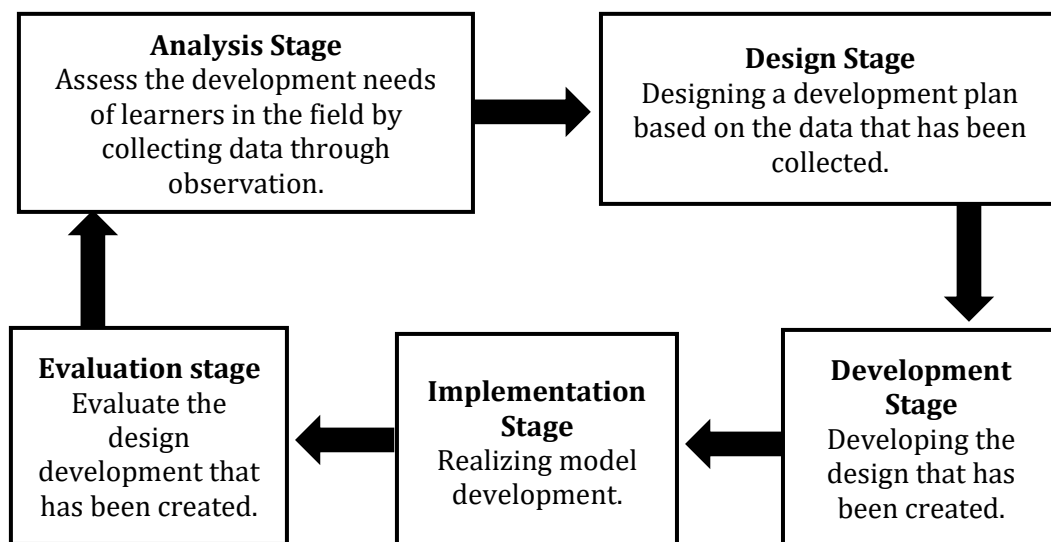 Analysis Stage
Assess the development needs
of learners in the field by
collecting data through
observation.
Design Stage
Designing a development plan
based on the data that has been
collected.
Development
Stage
Developing the
design that has
been created.
Implementation
Stage
Realizing model
development.
Evaluation stage
Evaluate the
design
development that
has been created.